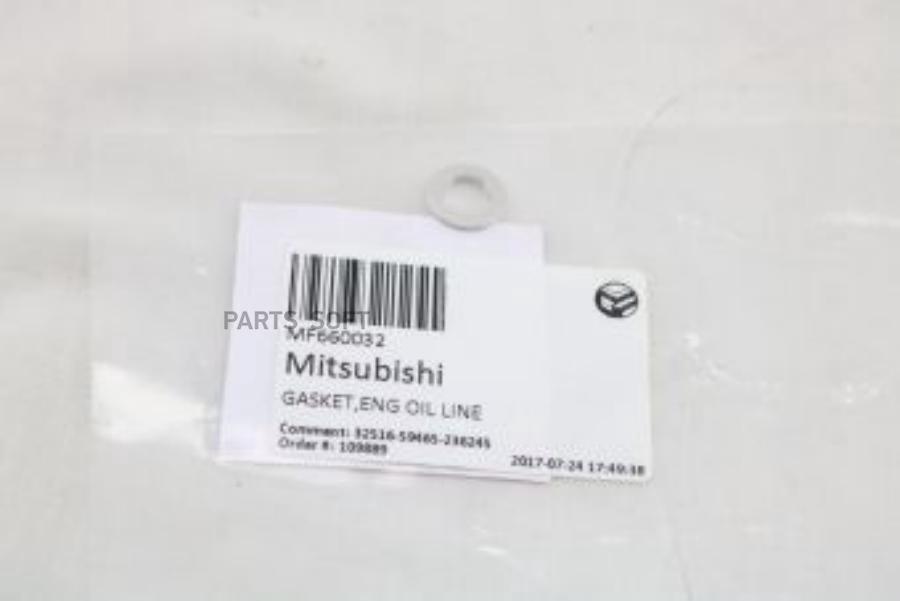 PARTS SOFT
MF660032
Mitsubishi
GASKET,ENG OIL LINE
Comment: 32516-59465-238245
Order #: 109889
2017-07-24 17:49:38